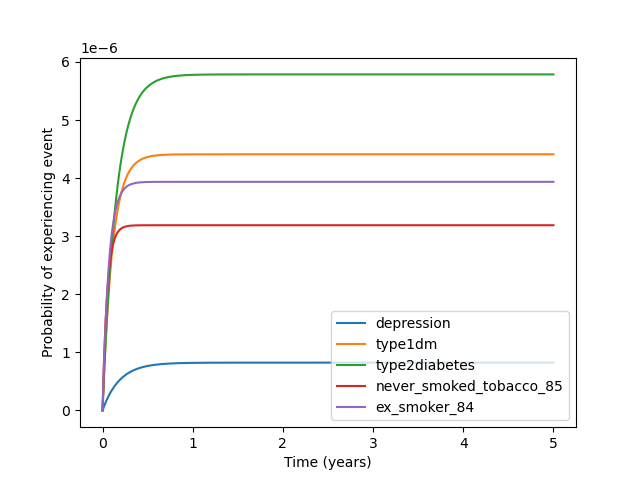 1e−6
6
5
4
3
2
1
0
Probability of experiencing event
depression
type1dm
type2diabetes
never_smoked_tobacco_85
ex_smoker_84
0 1 2 3 4 5
Time (years)